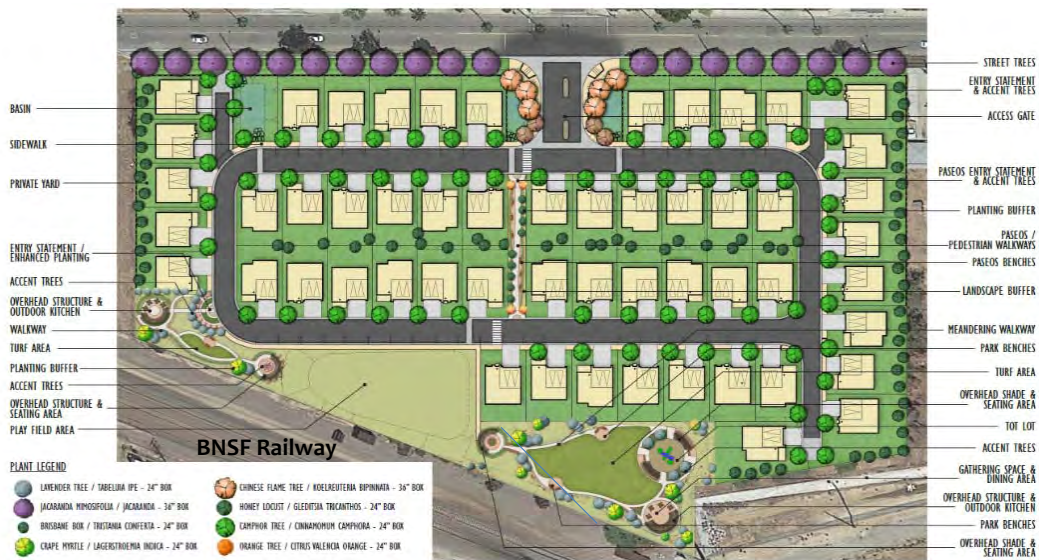 BASIN
SIDEWALK
PRIVATE YARD
ENTRY STATEMENT /
ENHANCED PLANTING
ACCENT TREES
OVERHEAD STRUCTURE &
OUTDOOR KITCHEN
WALKWAY
TURF AREA
PLANTING BUFFER
ACCENT TREES
OVERHEAD STRUCTURE &
SEATING AREA
PLAY FIELD AREA
BNSF Railway
STREET TREES
ENTRY STATEMENT
& ACCENT TREES
ACCESS GATE
PASEOS ENTRY STATEMENT
& ACCENT TREES
PLANTING BUFFER
PASEOS /
PEDESTRIAN WALKWAYS
PASEOS BENCHES
LANDSCAPE BUFFER
MEANDERING WALKWAY
PARK BENCHES
TURF AREA
OVERHEAD SHADE &
SEATING AREA
TOT LOT
ACCENT TREES
GATHERING SPACE &
DINING AREA
OVERHEAD STRUCTURE &
OUTDOOR KITCHEN
PARK BENCHES
OVERHEAD SHADE &
SEATING AREA
PLANT LEGEND
LAVENDER TREE / TABEBUIA IPE - 24" BOX
JACARANDA MIMOSIFOLIA / JACARANDA - 36" BOX
BRISBANE BOX / TRISTANIA CONFERTA - 24" BOX
CRAPE MYRTLE / LAGERSTROEMIA INDICA - 24" BOX
CHINESE FLAME TREE / KOELREUTERIA BIPINNATA - 36" BOX
HONEY LOCUST / GLEDITSIA TRICANTHOS - 24" BOX
CAMPHOR TREE / CINNAMOMUM CAMPHORA - 24" BOX
ORANGE TREE / CITRUS VALENCIA ORANGE - 24" BOX